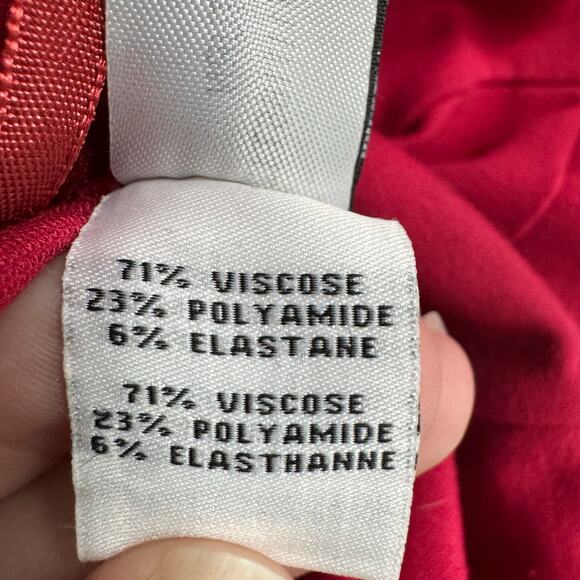 71% VISCOSE
23% POLYAMIDE
6% ELASTANE
71% VISCOSE
23% POLYAMIDE
6% ELASTHANNE